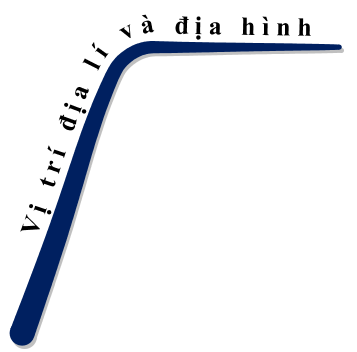 Vị trí địa lí và địa hình